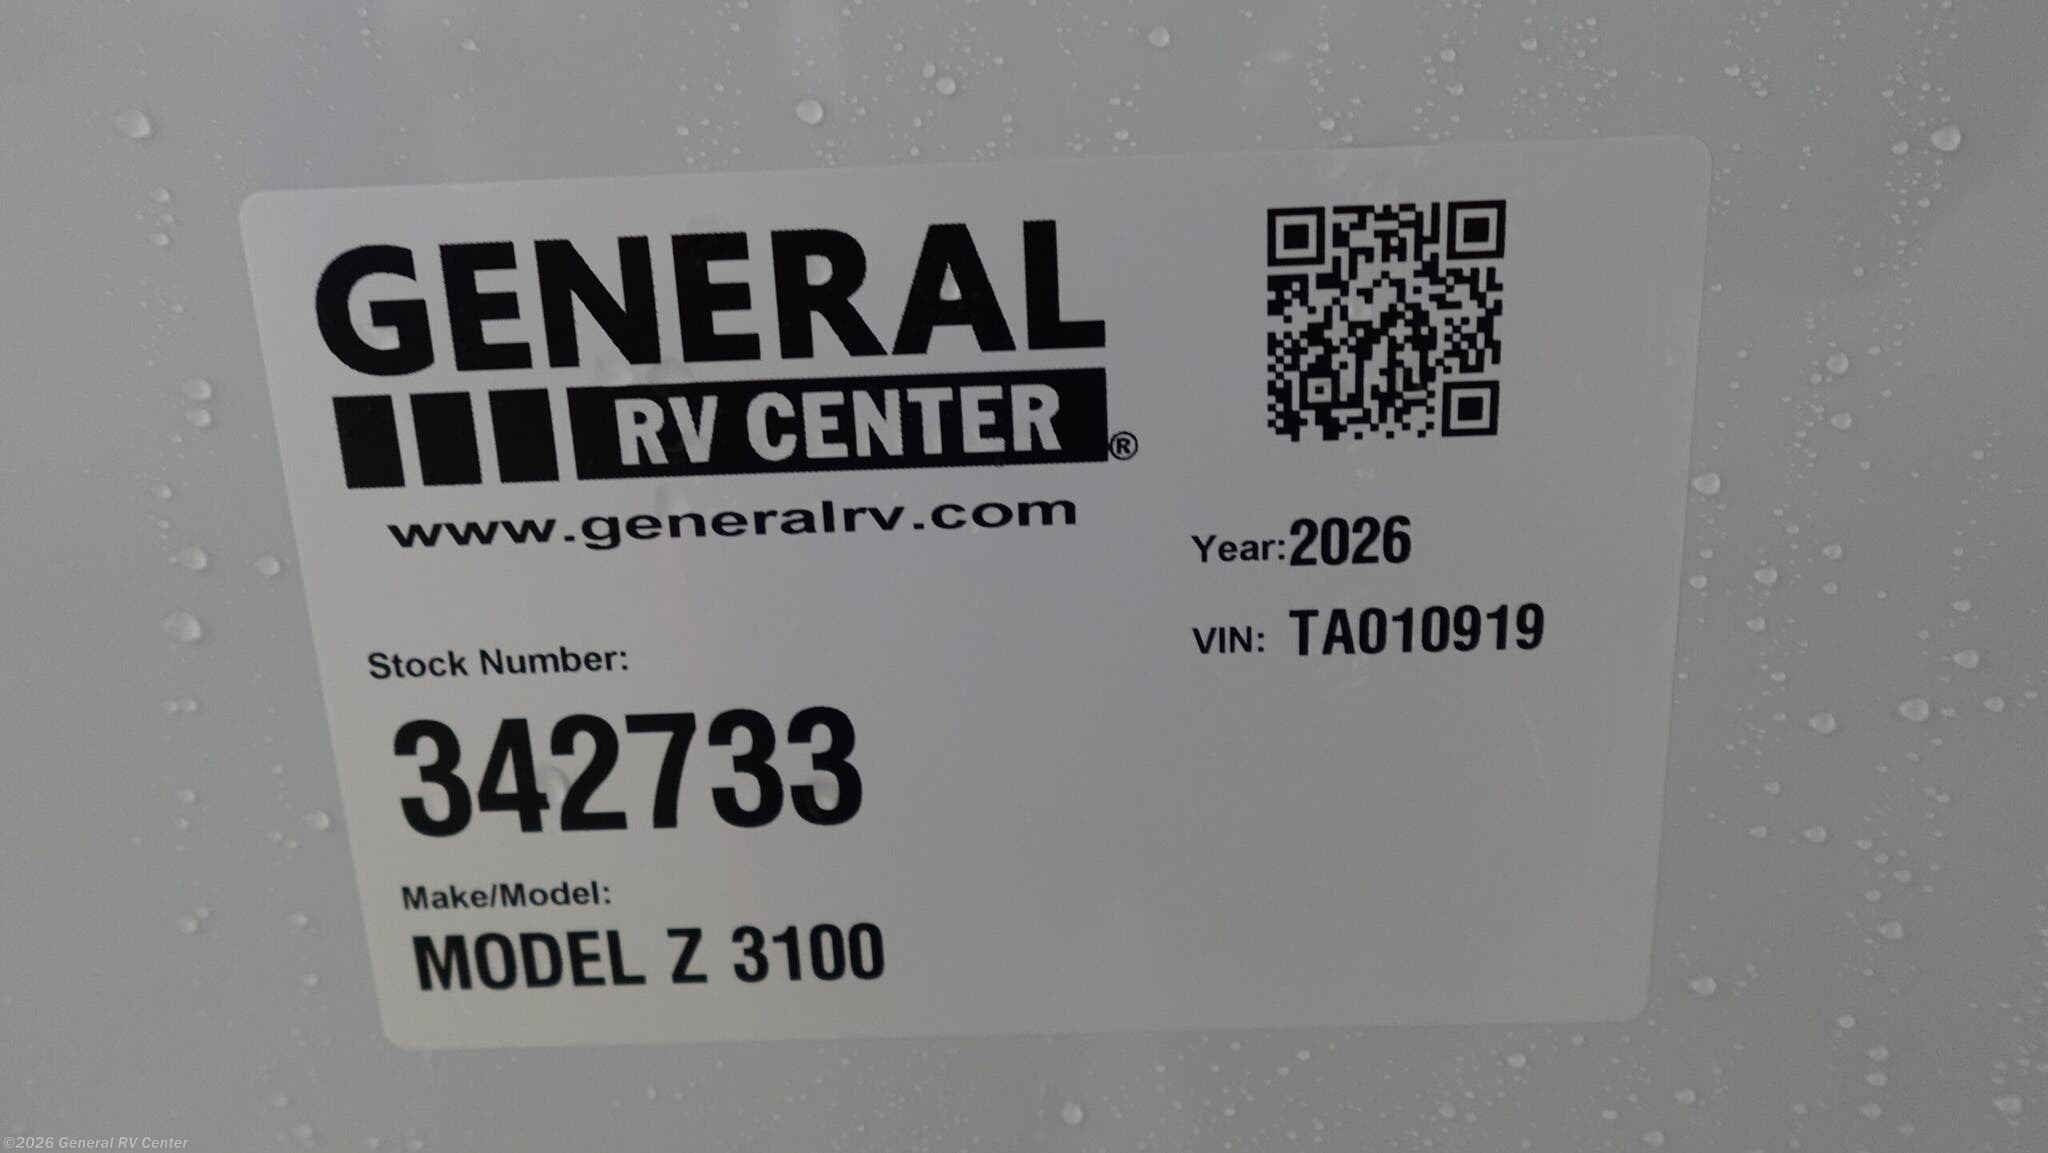 GENERAL
RV CENTER®
www.generalrv.com
Year: 2026
VIN: TA010919
Stock Number:
342733
Make/Model:
MODEL Z 3100
©2026 General RV Center